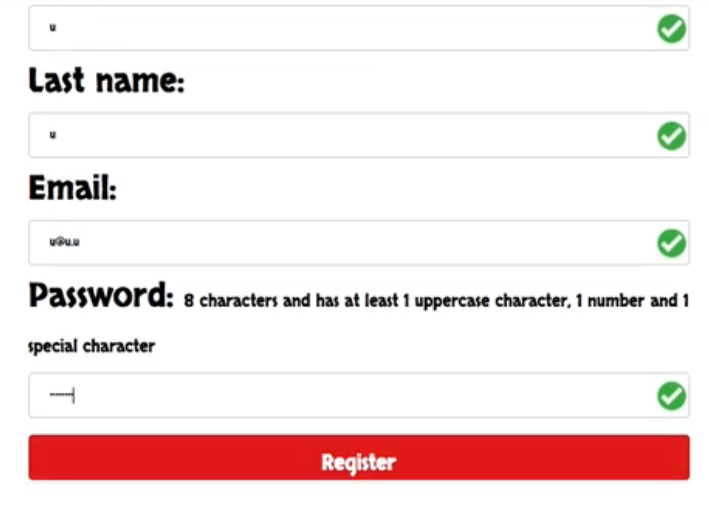 u
Last name:
u
Email:
u@u.u
Password: 8 characters and has at least 1 uppercase character, 1 number and 1
special character
Register